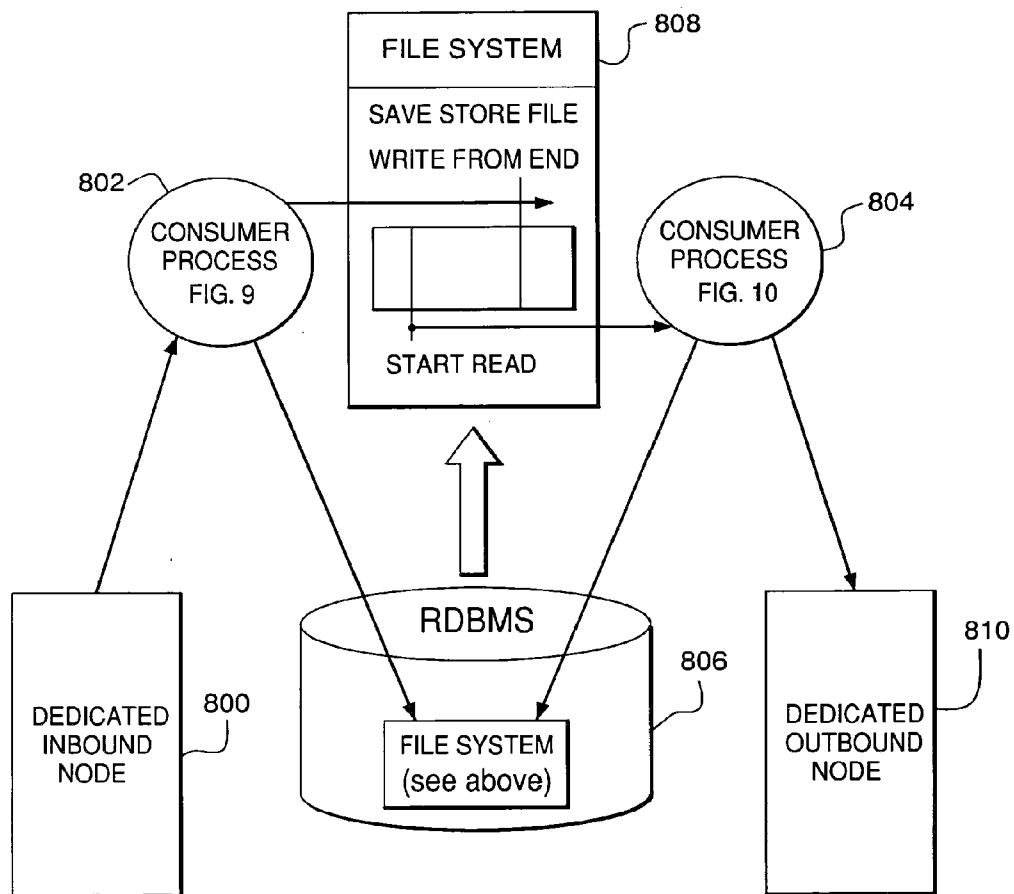 808
FILE SYSTEM
SAVE STORE FILE
WRITE FROM END
802
CONSUMER
PROCESS
FIG. 9
804
CONSUMER
PROCESS
FIG. 10
START READ
RDBMS
806
FILE SYSTEM
(see above)
800
DEDICATED
INBOUND
NODE
810
DEDICATED
OUTBOUND
NODE